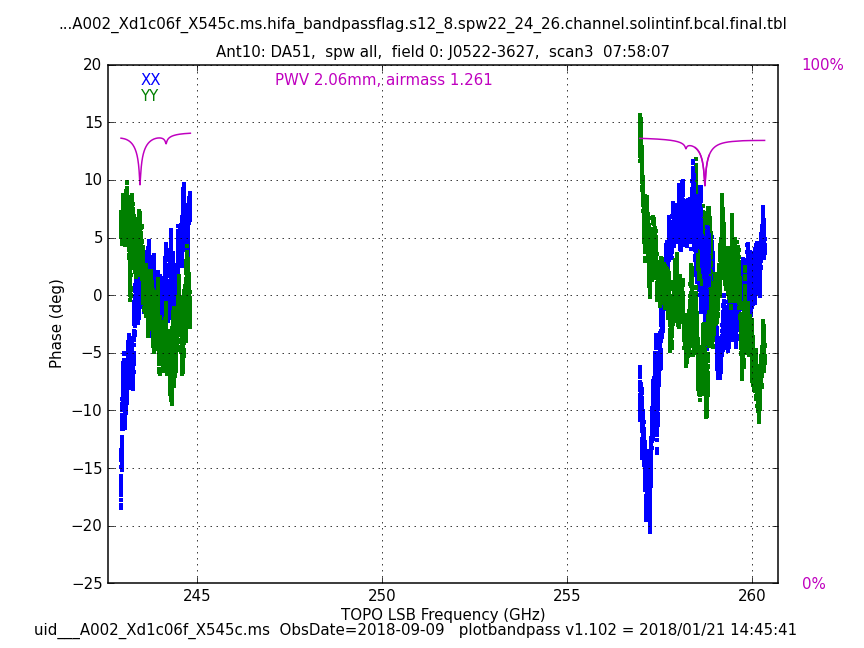 ...A002_Xd1c06f_X545c.ms.hifa_bandpassflag.s12_8.spw22_24_26.channel.solintinf.bcal.final.tbl
Ant10: DA51,  spw all,  field 0: J0522-3627,  scan3  07:58:07
20
15
10
5
0
−5
−10
−15
−20
−25
Phase (deg)
XX
YY
PWV 2.06mm, airmass 1.261
100%
0%
245
250
255
260
TOPO LSB Frequency (GHz)
uid___A002_Xd1c06f_X545c.ms  ObsDate=2018-09-09   plotbandpass v1.102 = 2018/01/21 14:45:41